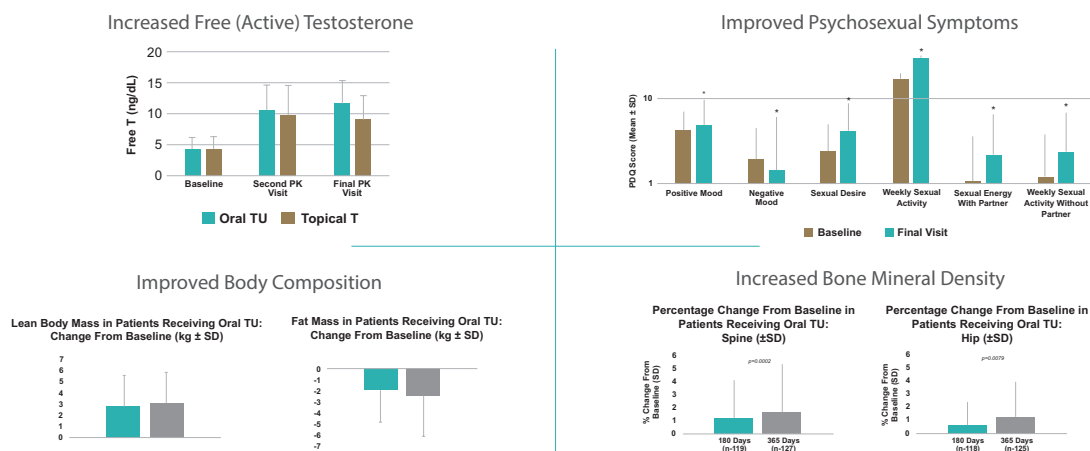 Increased Free (Active) Testosterone
20
15
10
5
0
Free T (ng/dL)
Baseline
Second PK
Visit
Final PK
Visit
Oral TU
Topical T
Improved Psychosexual Symptoms
PDQ Score (Mean ± SD)
10
1
*
*
*
*
*
*
Positive Mood
Negative
Mood
Sexual Desire
Weekly Sexual
Activity
Sexual Energy
With Partner
Weekly Sexual
Activity Without
Partner
Baseline
Final Visit
Improved Body Composition
Lean Body Mass in Patients Receiving Oral TU:
Change From Baseline (kg ± SD)
7
6
5
4
3
2
1
0
Fat Mass in Patients Receiving Oral TU:
Change From Baseline (kg ± SD)
0
-1
-2
-3
-4
-5
-6
-7
Increased Bone Mineral Density
Percentage Change From Baseline in
Patients Receiving Oral TU:
Spine (±SD)
% Change From
Baseline (SD)
6
5
4
3
2
1
0
p=0.0002
180 Days
(n-119)
365 Days
(n-127)
Percentage Change From Baseline in
Patients Receiving Oral TU:
Hip (±SD)
% Change From
Baseline (SD)
6
5
4
3
2
1
0
p=0.0079
180 Days
(n-118)
365 Days
(n-125)